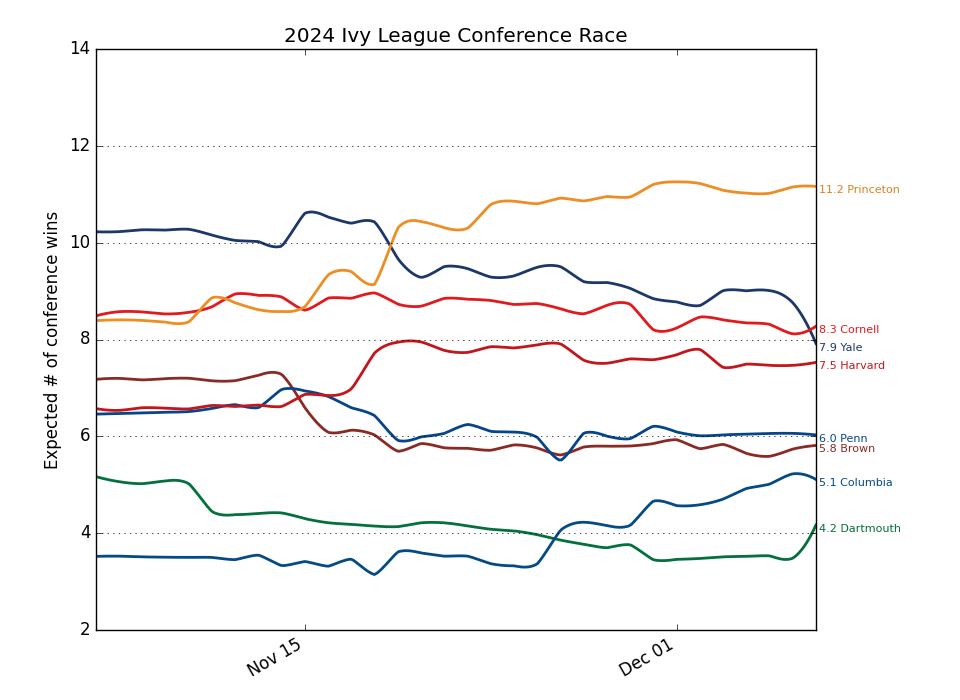 2024 Ivy League Conference Race
Expected # of conference wins
14
12
10
8
6
4
2
Nov 15
Dec 01
11.2 Princeton
8.3 Cornell
7.9 Yale
7.5 Harvard
6.0 Penn
5.8 Brown
5.1 Columbia
4.2 Dartmouth